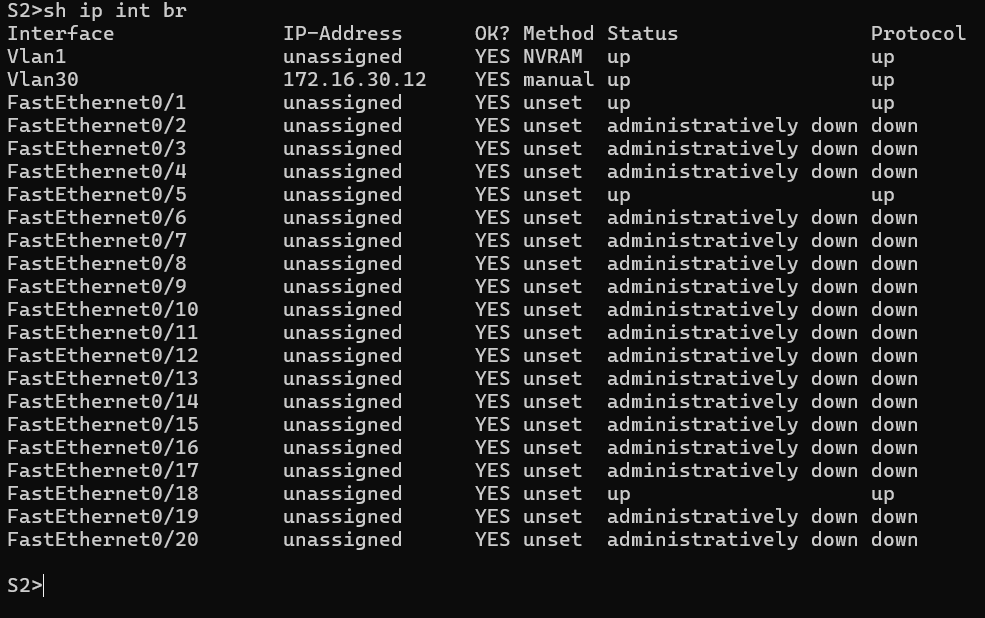 S2>sh ip int br
Interface              IP-Address      OK? Method Status                Protocol
Vlan1                  unassigned      YES NVRAM  up                    up
Vlan30                 172.16.30.12    YES manual up                    up
FastEthernet0/1        unassigned      YES unset  up                    up
FastEthernet0/2        unassigned      YES unset  administratively down down
FastEthernet0/3        unassigned      YES unset  administratively down down
FastEthernet0/4        unassigned      YES unset  administratively down down
FastEthernet0/5        unassigned      YES unset  up                    up
FastEthernet0/6        unassigned      YES unset  administratively down down
FastEthernet0/7        unassigned      YES unset  administratively down down
FastEthernet0/8        unassigned      YES unset  administratively down down
FastEthernet0/9        unassigned      YES unset  administratively down down
FastEthernet0/10       unassigned      YES unset  administratively down down
FastEthernet0/11       unassigned      YES unset  administratively down down
FastEthernet0/12       unassigned      YES unset  administratively down down
FastEthernet0/13       unassigned      YES unset  administratively down down
FastEthernet0/14       unassigned      YES unset  administratively down down
FastEthernet0/15       unassigned      YES unset  administratively down down
FastEthernet0/16       unassigned      YES unset  administratively down down
FastEthernet0/17       unassigned      YES unset  administratively down down
FastEthernet0/18       unassigned      YES unset  up                    up
FastEthernet0/19       unassigned      YES unset  administratively down down
FastEthernet0/20       unassigned      YES unset  administratively down down
S2>